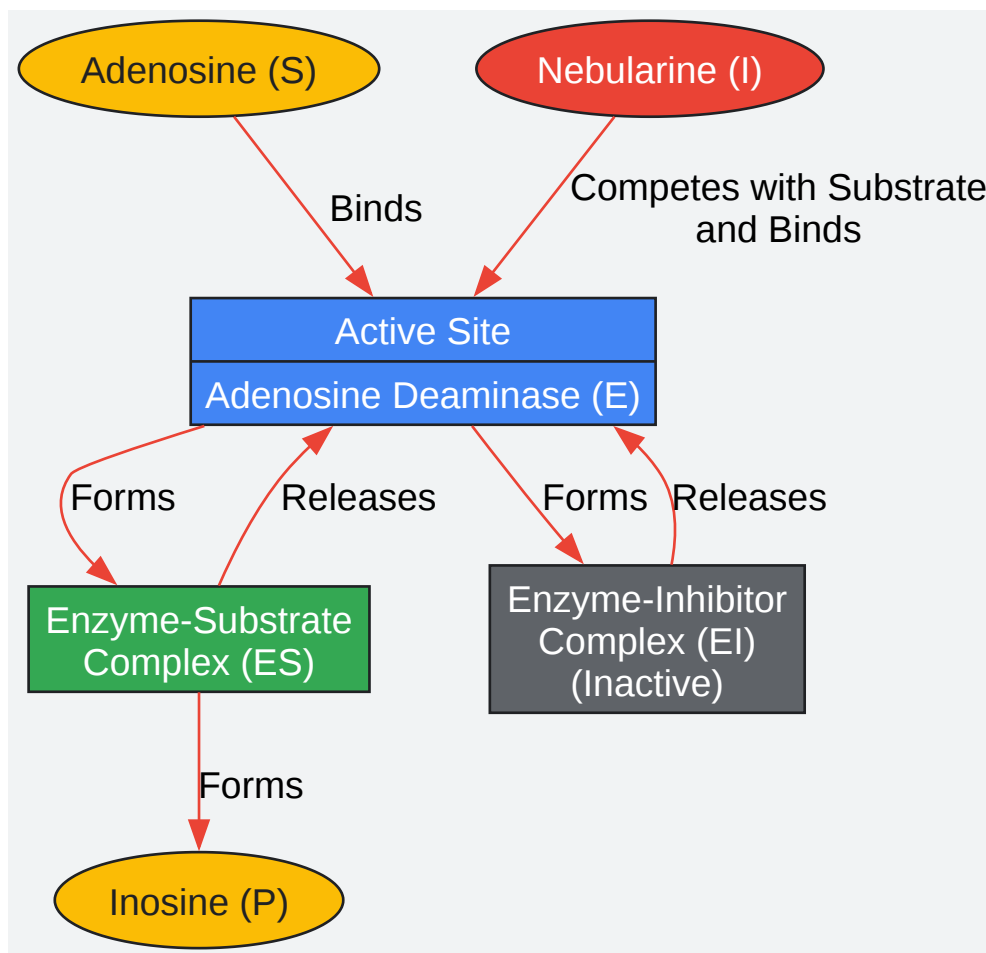 Adenosine (S)
Nebularine (I)
Binds
Competes with Substrate
and Binds
Active Site
Adenosine Deaminase (E)
Forms
Releases
Forms
Releases
Enzyme-Substrate
Complex (ES)
Enzyme-Inhibitor
Complex (EI)
(Inactive)
Forms
Inosine (P)